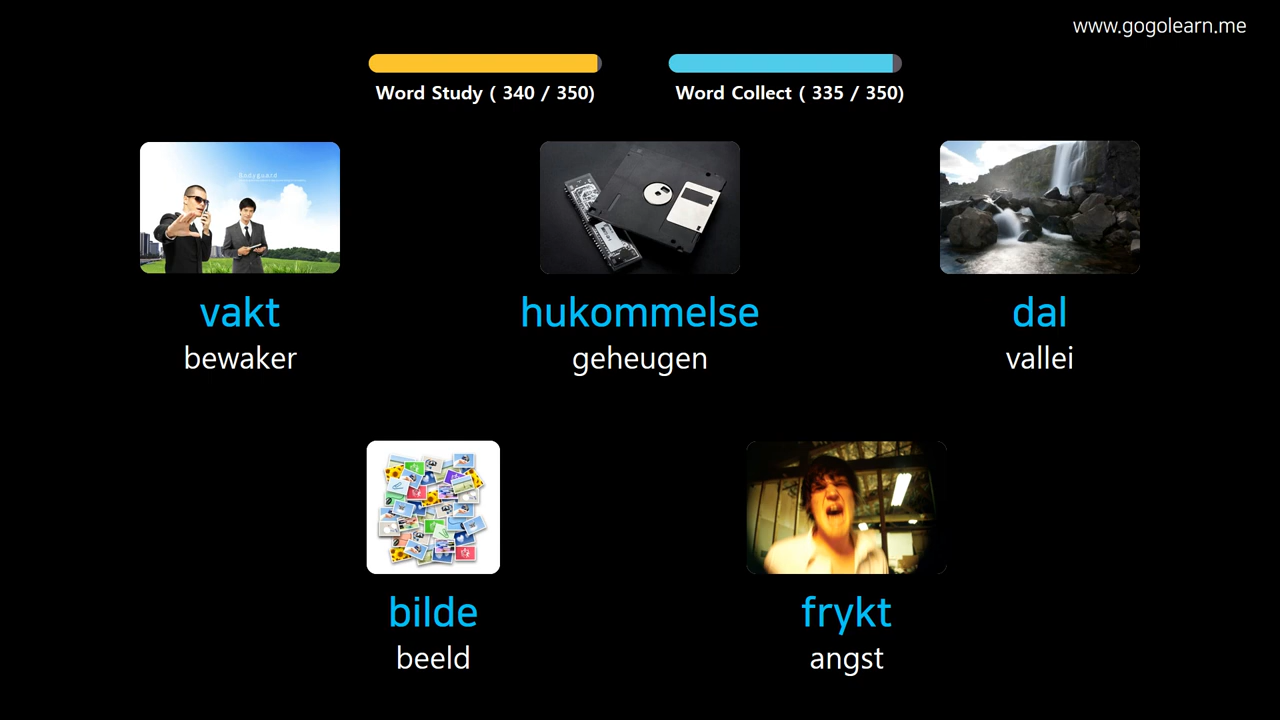 www.gogolearn.me
Word Study ( 340 / 350)
Word Collect ( 335 / 350)
Bodyguard
vakt
hukommelse
dal
bewaker
geheugen
vallei
bilde
frykt
beeld
angst